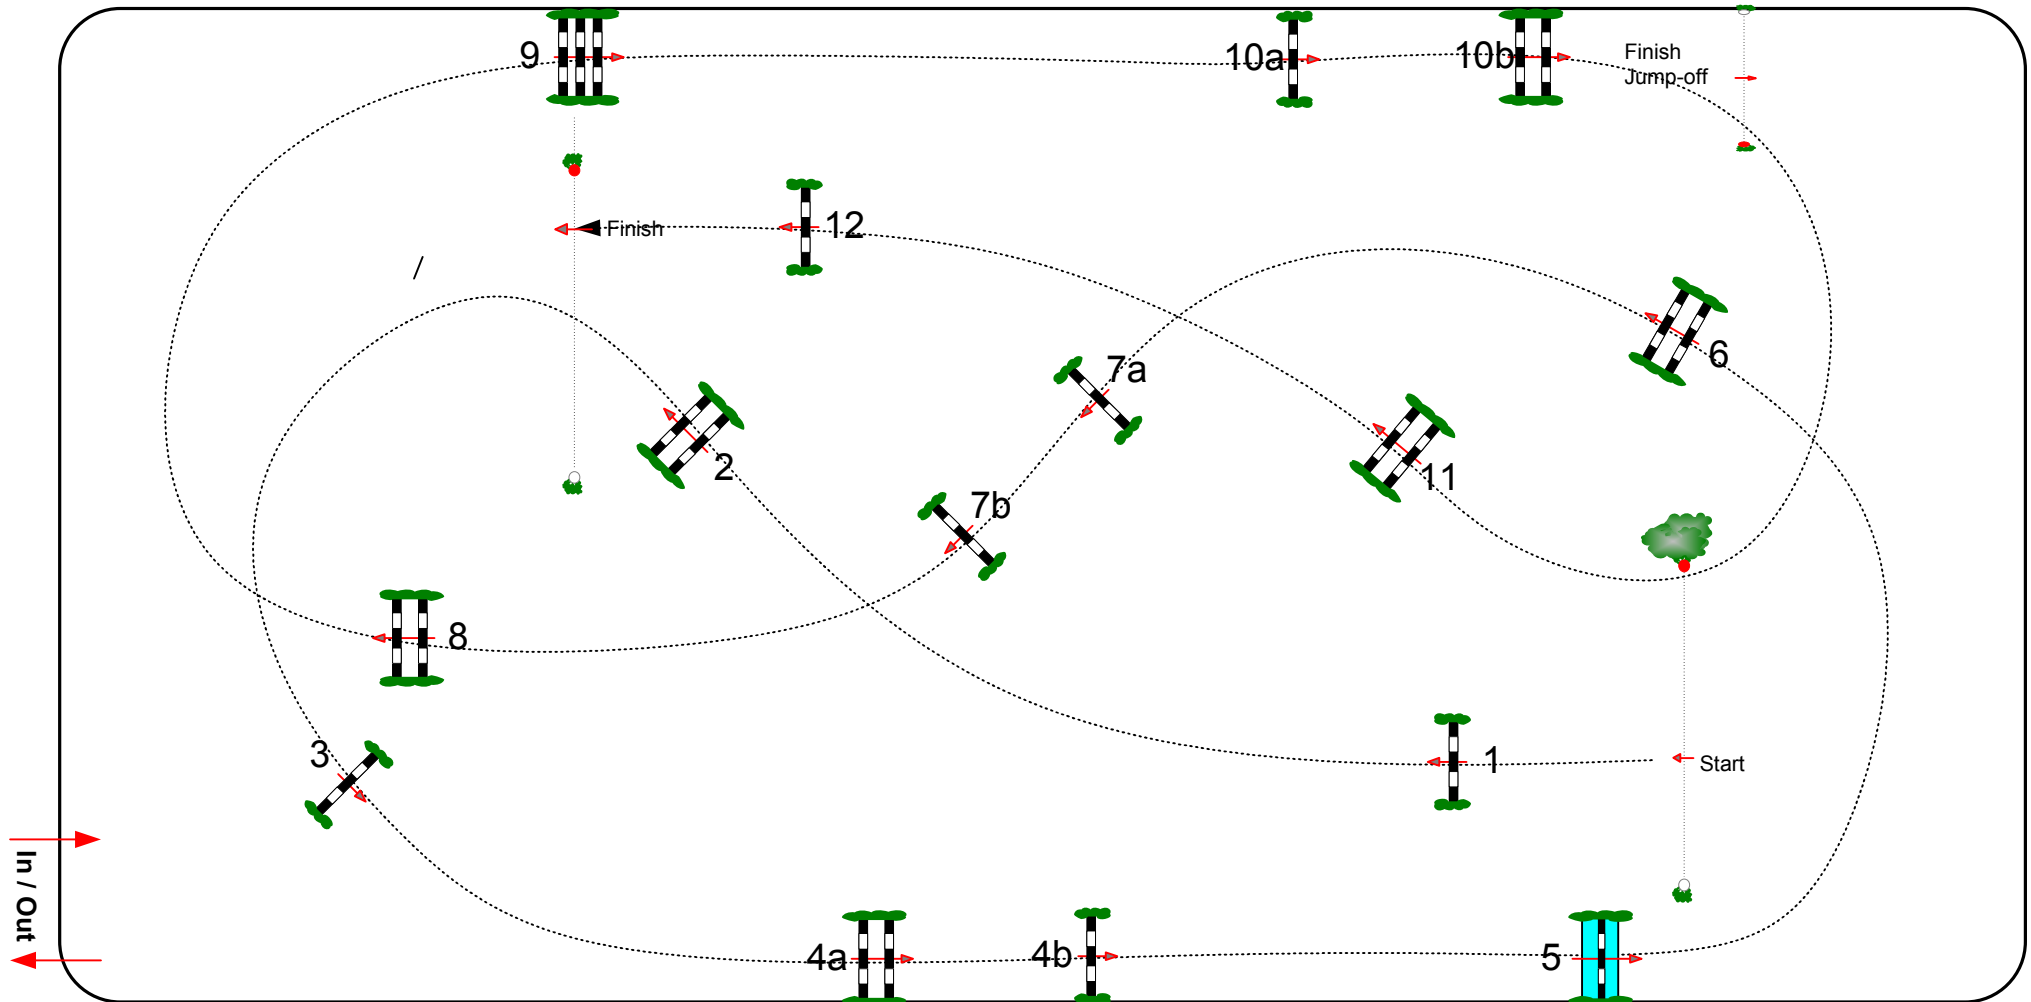 9
10a
10b
Finish
Jump-off
12
Finish
/
6
7a
2
11
7b
8
3
1
Start
In / Out
4a
4b
5